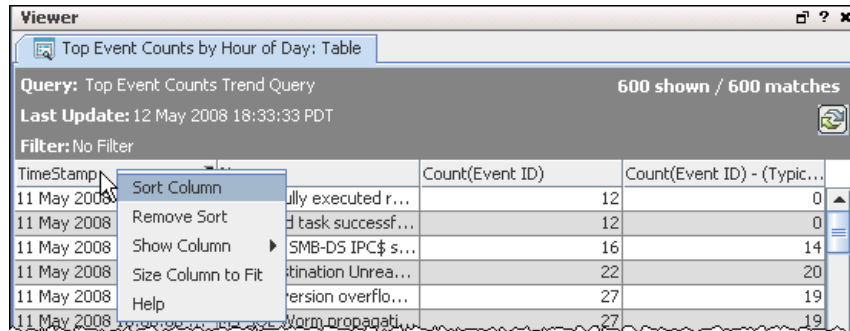 Viewer
Top Event Counts by Hour of Day: Table
Query: Top Event Counts Trend Query 600 shown / 600 matches
Last Update: 12 May 2008 18:33:33 PDT
Filter: No Filter
TimeStamp Count(Event ID) Count(Event ID) - (Typic...
Sort Column
Remove Sort
Show Column
Size Column to Fit
Help
11 May 2008 ully executed r... 12 0
11 May 2008 d task successf... 12 0
11 May 2008 SMB-DS IPC$ s... 16 14
11 May 2008 stination Unrea... 22 20
11 May 2008 version overflo... 27 19
11 May 2008 Worm propagati... 27 19